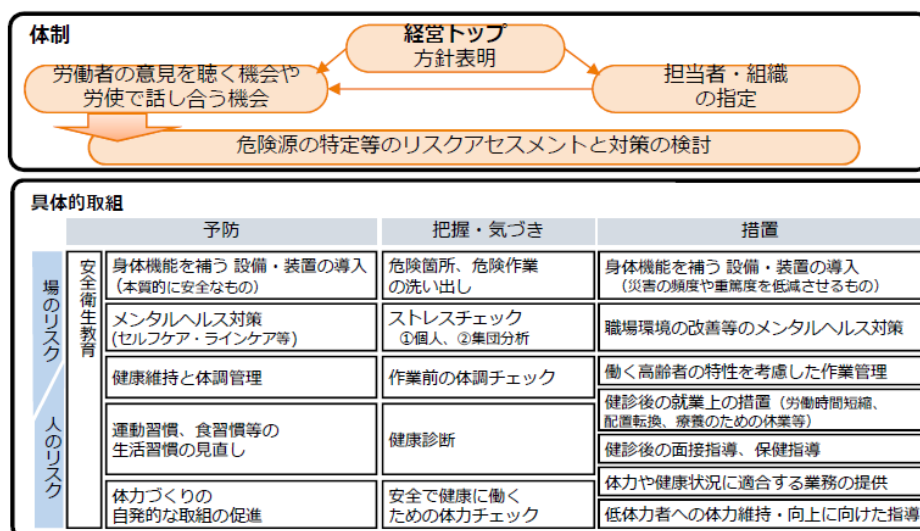 体制
経営トップ
方針表明
労働者の意見を聴く機会や
労使で話し合う機会
担当者・組織
の指定
危険源の特定等のリスクアセスメントと対策の検討
具体的取組
予防
把握・気づき
措置
場のリスク
人のリスク
安全衛生教育
身体機能を補う 設備・装置の導入
（本質的に安全なもの）
危険箇所、危険作業
の洗い出し
身体機能を補う 設備・装置の導入
（災害の頻度や重篤度を低減させるもの）
メンタルヘルス対策
(セルフケア・ラインケア等)
ストレスチェック
①個人、②集団分析
職場環境の改善等のメンタルヘルス対策
健康維持と体調管理
作業前の体調チェック
働く高齢者の特性を考慮した作業管理
運動習慣、食習慣等の
生活習慣の見直し
健康診断
健診後の就業上の措置（労働時間短縮、
配置転換、療養のための休業等）
健診後の面接指導、保健指導
体力づくりの
自発的な取組の促進
安全で健康に働く
ための体力チェック
体力や健康状況に適合する業務の提供
低体力者への体力維持・向上に向けた指導